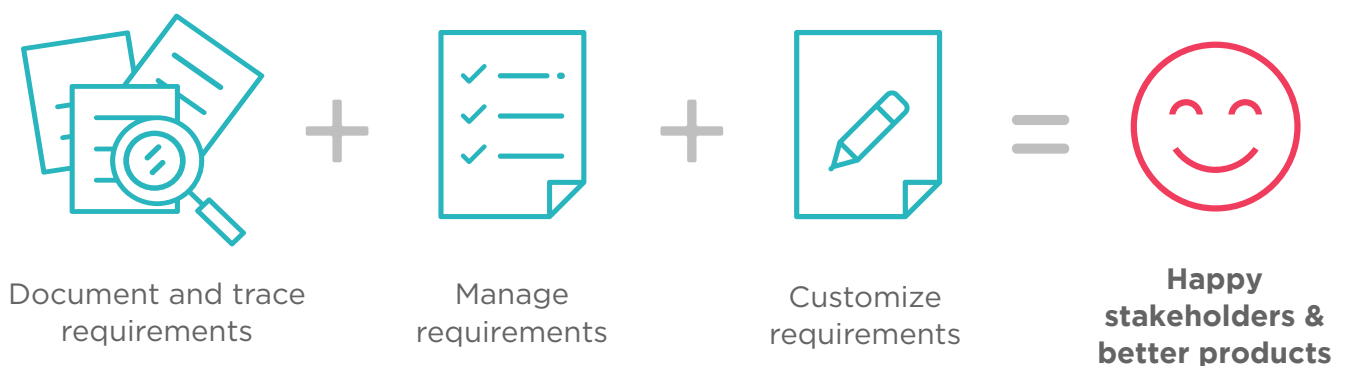 Document and trace
requirements
Manage
requirements
Customize
requirements
Happy
stakeholders &
better products